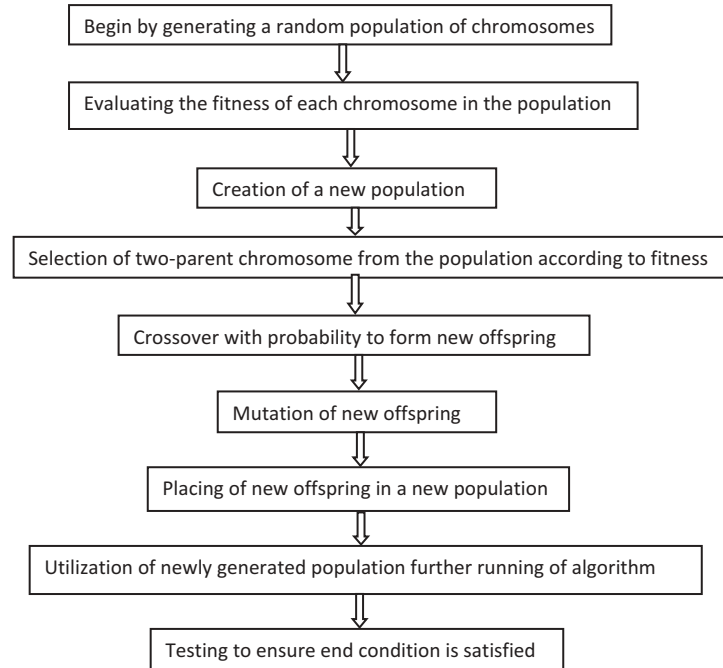 Begin by generating a random population of chromosomes
Evaluating the fitness of each chromosome in the population
Creation of a new population
Selection of two-parent chromosome from the population according to fitness
Crossover with probability to form new offspring
Mutation of new offspring
Placing of new offspring in a new population
Utilization of newly generated population further running of algorithm
Testing to ensure end condition is satisfied